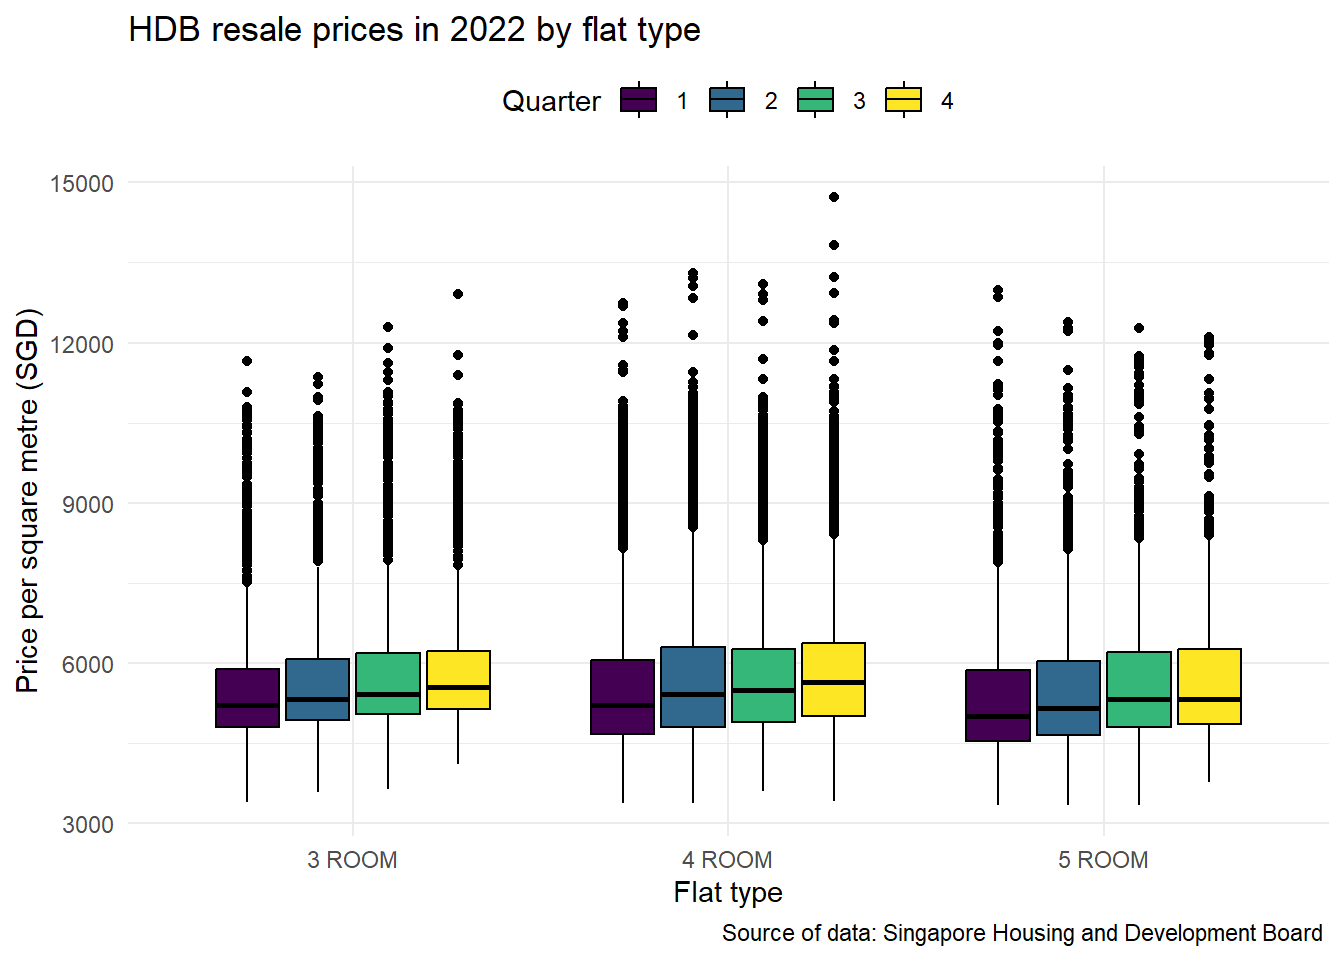 HDB resale prices in 2022 by flat type
Quarter 1 2 3 4
15000
12000
9000
6000
3000
Price per square metre (SGD)
3 ROOM 4 ROOM 5 ROOM
Flat type
Source of data: Singapore Housing and Development Board